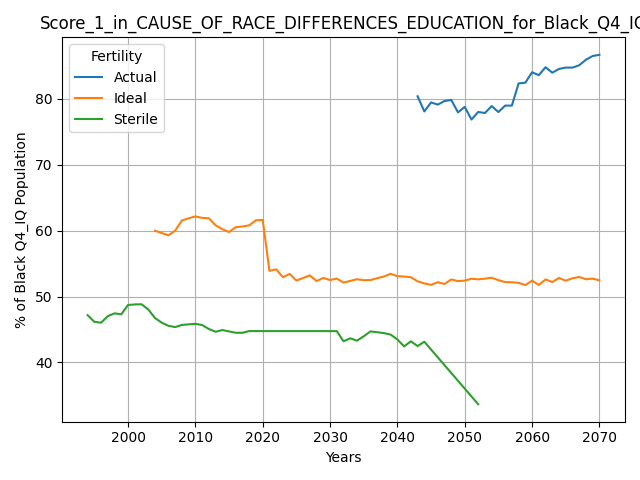 Score_1_in_CAUSE_OF_RACE_DIFFERENCES_EDUCATION_for_Black_Q4_IQ
Fertility
Actual
Ideal
Sterile
% of Black Q4_IQ Population
80
70
60
50
40
2000 2010 2020 2030 2040 2050 2060 2070
Years